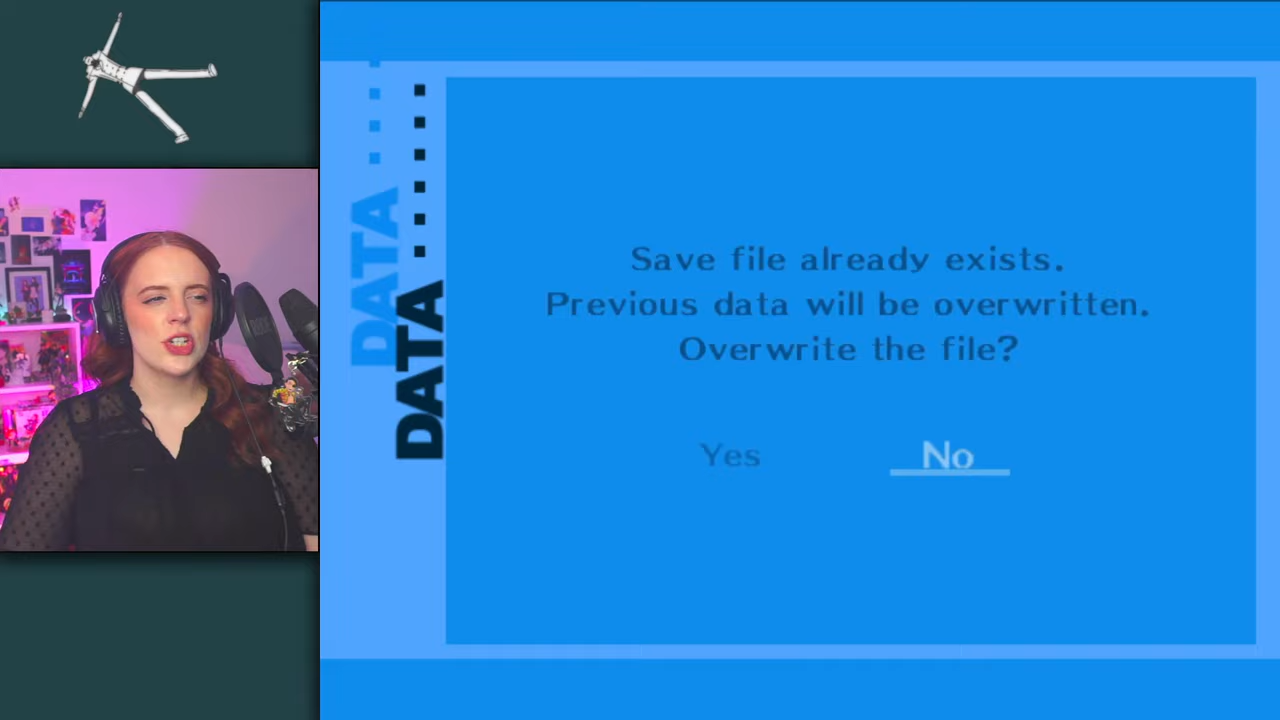 DATA
DATA
Save file already exists.
Previous data will be overwritten.
Overwrite the file?
Yes No